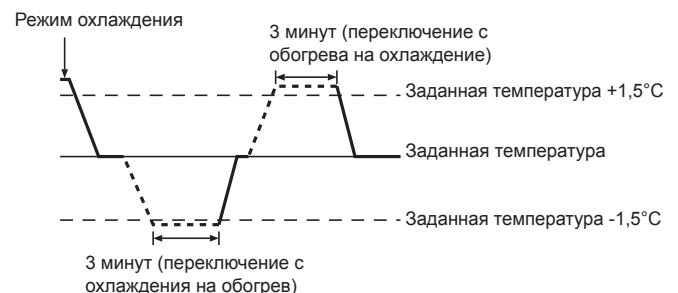 Режим охлаждения
3 минут (переключение с
обогрева на охлаждение)
Заданная температура +1,5°C
Заданная температура
Заданная температура -1,5°C
3 минут (переключение с
охлаждения на обогрев)